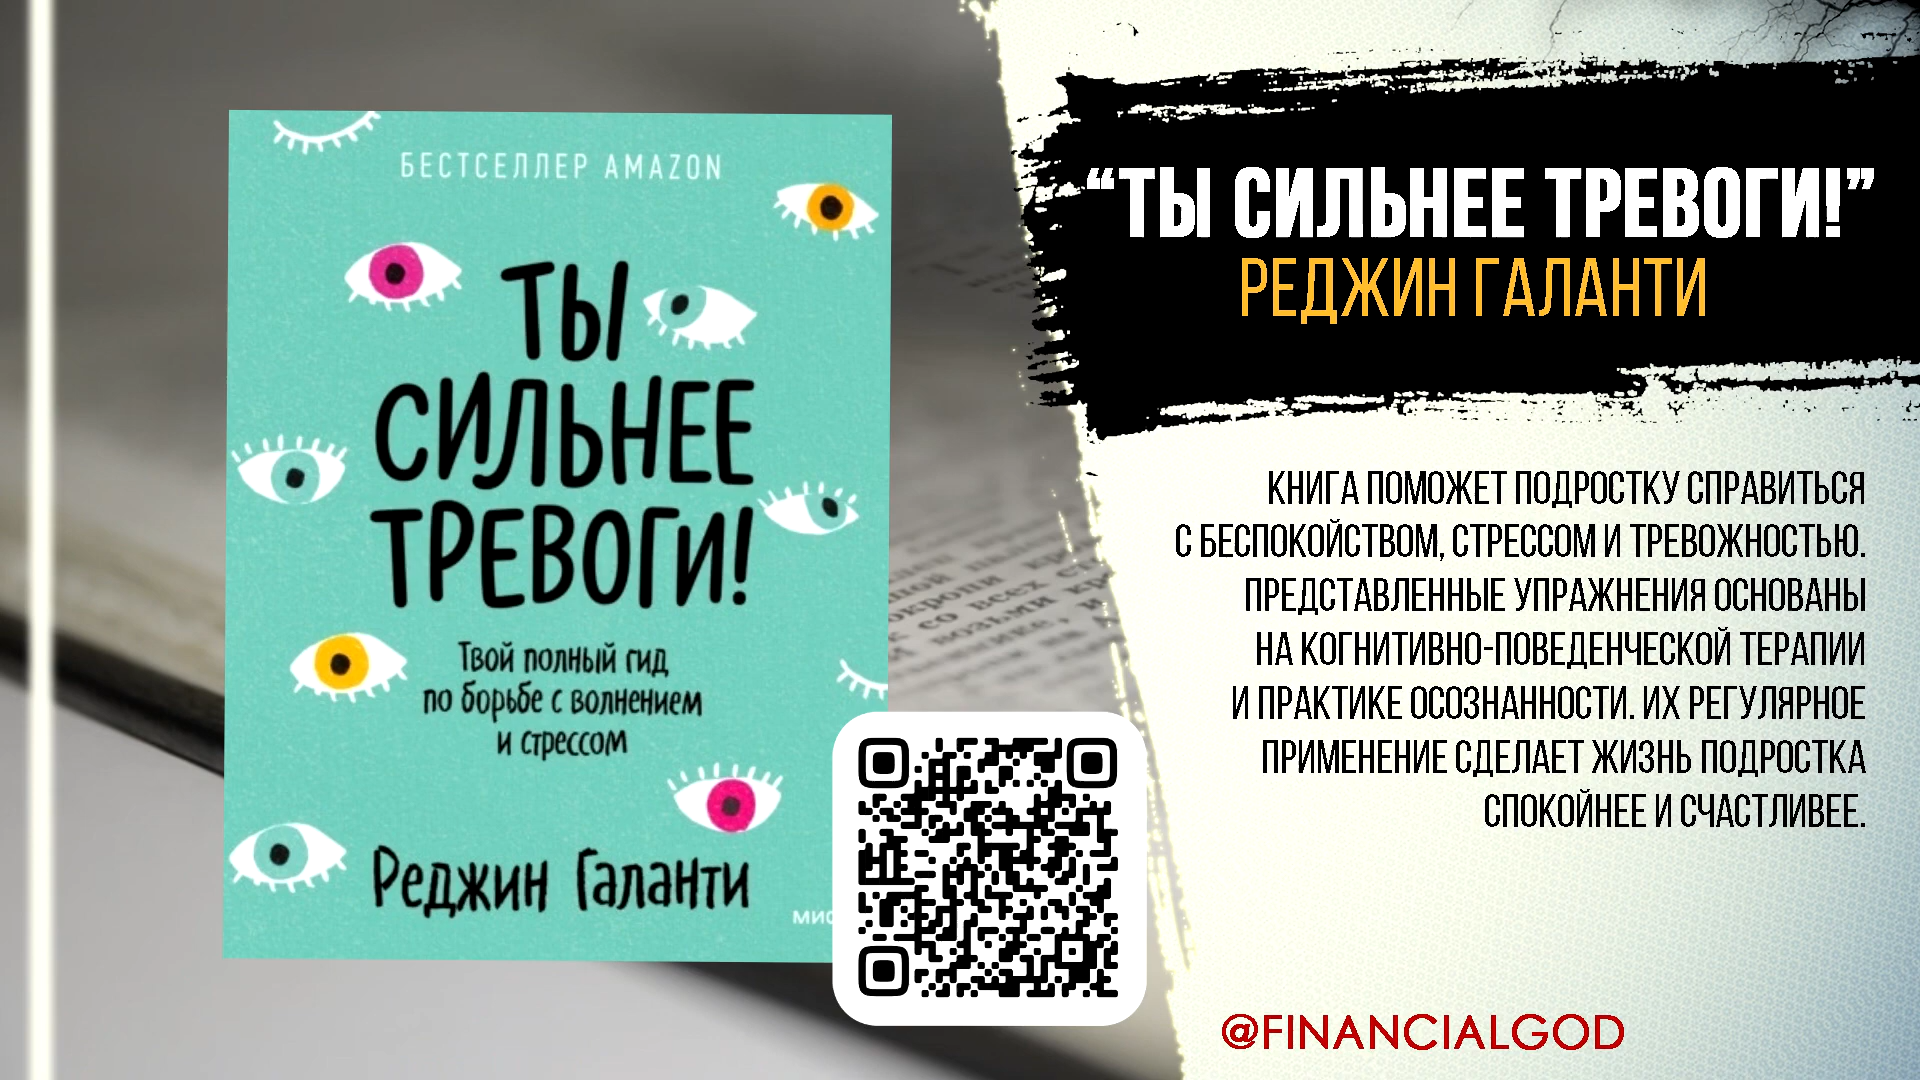 БЕСТСЕЛЛЕР AMAZON
ТЫ
СИЛЬНЕЕ
ТРЕВОГИ!
Твой полный гид
по борьбе с волнением
и стрессом
Реджин Галанти
“ТЫ СИЛЬНЕЕ ТРЕВОГИ!”
РЕДЖИН ГАЛАНТИ
КНИГА ПОМОЖЕТ ПОДРОСТКУ СПРАВИТЬСЯ
С БЕСПОКОЙСТВОМ, СТРЕССОМ И ТРЕВОЖНОСТЬЮ.
ПРЕДСТАВЛЕННЫЕ УПРАЖНЕНИЯ ОСНОВАНЫ
НА КОГНИТИВНО-ПОВЕДЕНЧЕСКОЙ ТЕРАПИИ
И ПРАКТИКЕ ОСОЗНАННОСТИ. ИХ РЕГУЛЯРНОЕ
ПРИМЕНЕНИЕ СДЕЛАЕТ ЖИЗНЬ ПОДРОСТКА
СПОКОЙНЕЕ И СЧАСТЛИВЕЕ.
@FINANCIALGOD